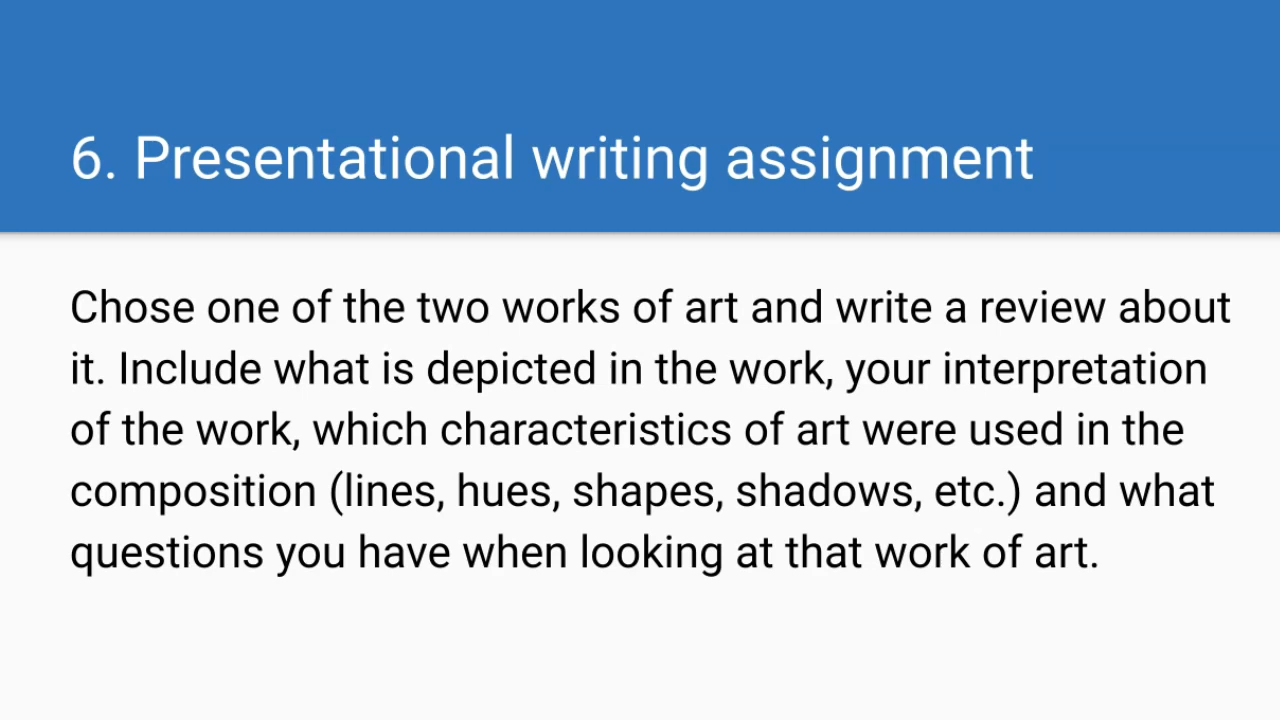 6. Presentational writing assignment
Chose one of the two works of art and write a review about
it. Include what is depicted in the work, your interpretation
of the work, which characteristics of art were used in the
composition (lines, hues, shapes, shadows, etc.) and what
questions you have when looking at that work of art.